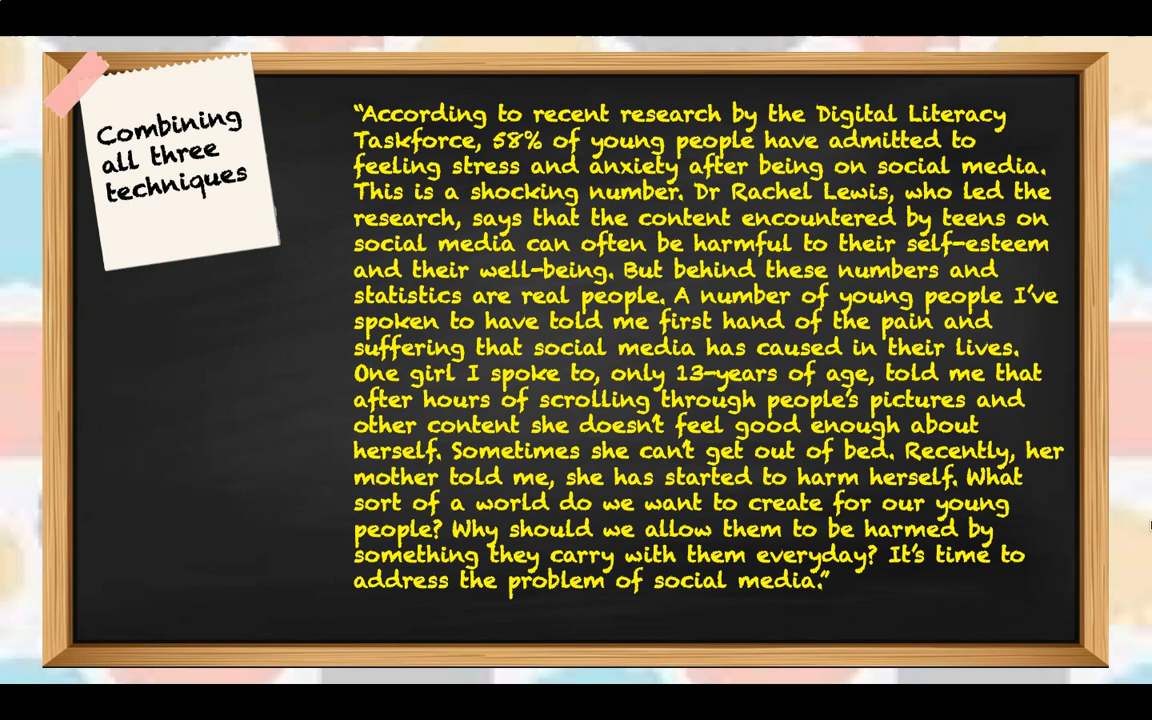 Combining
all three
techniques
“According to recent research by the Digital Literacy
Taskforce, 58% of young people have admitted to
feeling stress and anxiety after being on social media.
This is a shocking number. Dr Rachel Lewis, who led the
research, says that the content encountered by teens on
social media can often be harmful to their self-esteem
and their well-being. But behind these numbers and
statistics are real people. A number of young people I’ve
spoken to have told me first hand of the pain and
suffering that social media has caused in their lives.
One girl I spoke to, only 13-years of age, told me that
after hours of scrolling through people’s pictures and
other content she doesn’t feel good enough about
herself. Sometimes she can’t get out of bed. Recently, her
mother told me, she has started to harm herself. What
sort of a world do we want to create for our young
people? Why should we allow them to be harmed by
something they carry with them everyday? It’s time to
address the problem of social media.”